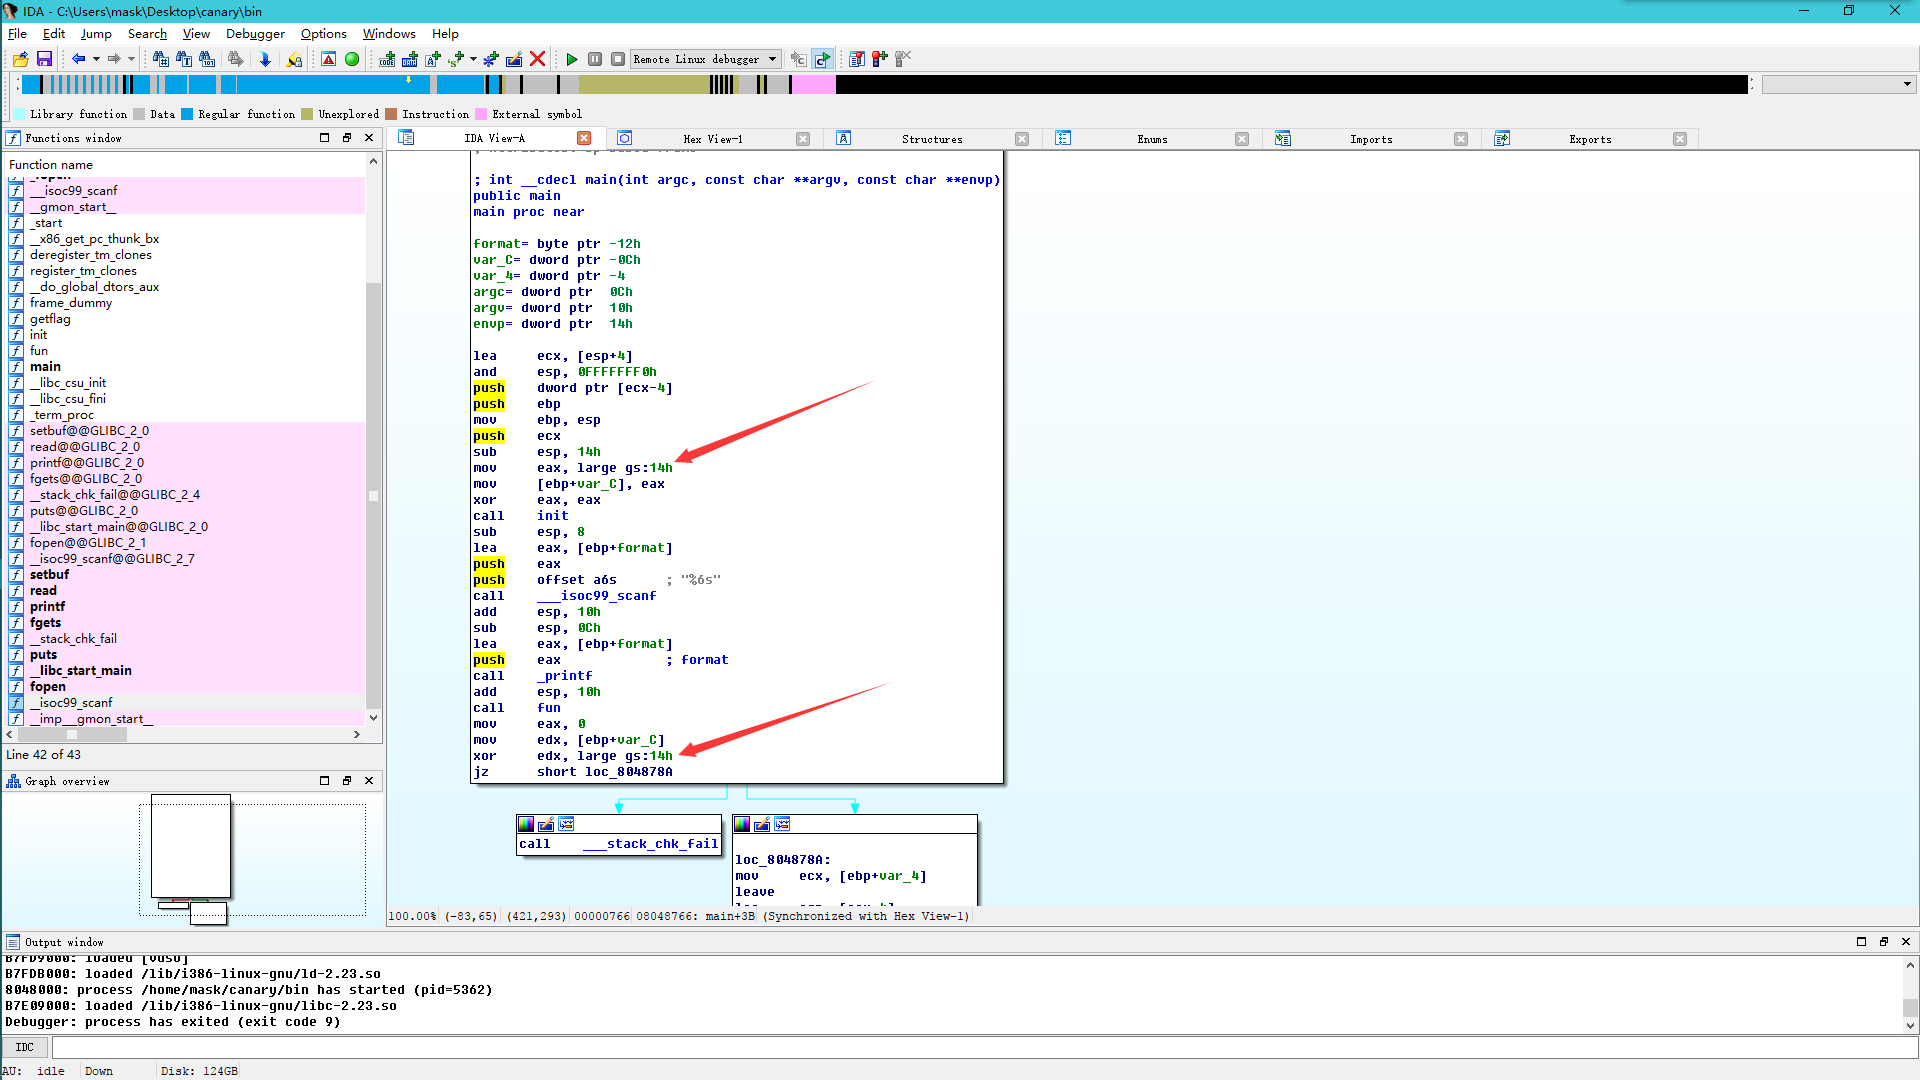 IDA - C:\Users\mask\Desktop\canary\bin
File Edit Jump Search View Debugger Options Windows Help
Remote Linux debugger
Library function Data Regular function Unexplored Instruction External symbol
Functions window
IDA View-A Hex View-1 Structures Enums Imports Exports
Function name
_fopen
___isoc99_scanf
__gmon_start__
_start
__x86_get_pc_thunk_bx
deregister_tm_clones
register_tm_clones
__do_global_dtors_aux
frame_dummy
getflag
init
fun
main
__libc_csu_init
__libc_csu_fini
_term_proc
setbuf@@GLIBC_2_0
read@@GLIBC_2_0
printf@@GLIBC_2_0
fgets@@GLIBC_2_0
__stack_chk_fail@@GLIBC_2_4
puts@@GLIBC_2_0
__libc_start_main@@GLIBC_2_0
fopen@@GLIBC_2_1
__isoc99_scanf@@GLIBC_2_7
setbuf
read
printf
fgets
__stack_chk_fail
puts
__libc_start_main
fopen
__isoc99_scanf
__imp___gmon_start__
Line 42 of 43
Graph overview
; int __cdecl main(int argc, const char **argv, const char **envp)
public main
main proc near
format= byte ptr -12h
var_C= dword ptr -0Ch
var_4= dword ptr -4
argc= dword ptr 0Ch
argv= dword ptr 10h
envp= dword ptr 14h
lea ecx, [esp+4]
and esp, 0FFFFFFF0h
push dword ptr [ecx-4]
push ebp
mov ebp, esp
push ecx
sub esp, 14h
mov eax, large gs:14h
mov [ebp+var_C], eax
xor eax, eax
call init
sub esp, 8
lea eax, [ebp+format]
push eax
push offset a6s ; "%6s"
call ___isoc99_scanf
add esp, 10h
sub esp, 0Ch
lea eax, [ebp+format]
push eax ; format
call _printf
add esp, 10h
call fun
mov eax, 0
mov edx, [ebp+var_C]
xor edx, large gs:14h
jz short loc_804878A
call ___stack_chk_fail
loc_804878A:
mov ecx, [ebp+var_4]
leave
100.00% (-83,65) (421,293) 00000766 08048766: main+3B (Synchronized with Hex View-1)
Output window
B7FD9000: loaded [vdso]
B7FDB000: loaded /lib/i386-linux-gnu/ld-2.23.so
8048000: process /home/mask/canary/bin has started (pid=5362)
B7E09000: loaded /lib/i386-linux-gnu/libc-2.23.so
Debugger: process has exited (exit code 9)
IDC
AU: idle Down Disk: 124GB